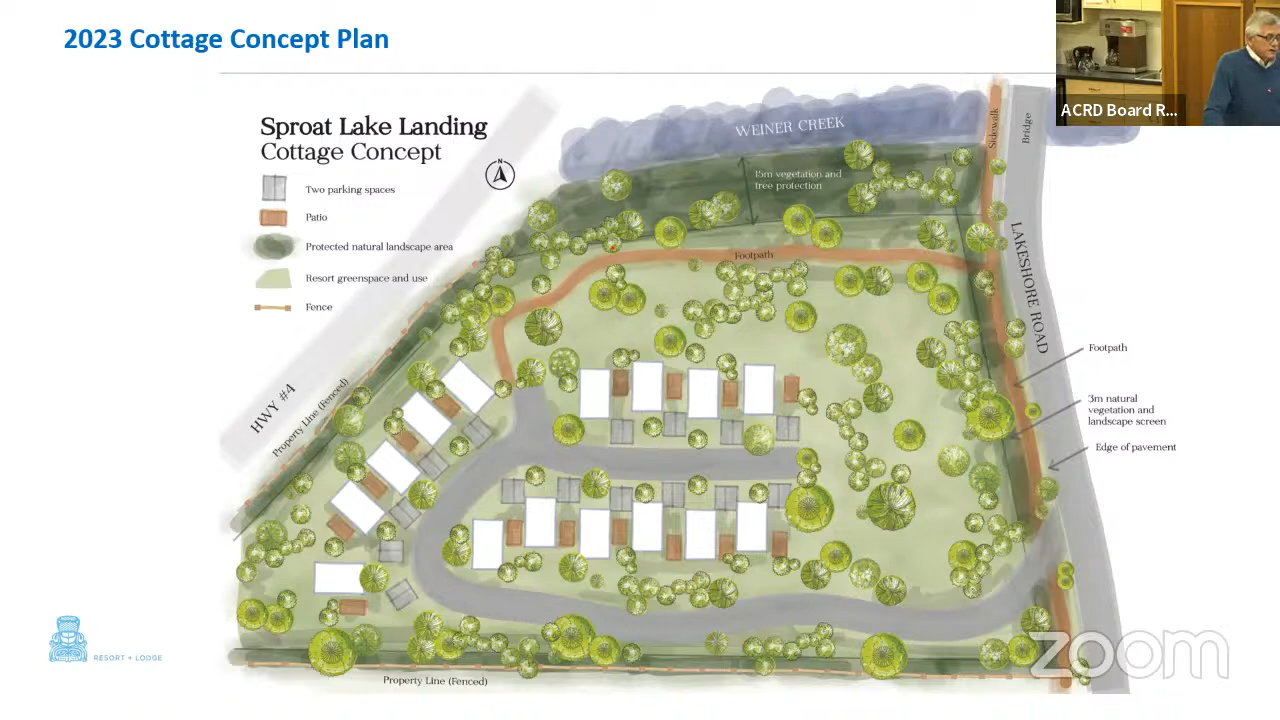 2023 Cottage Concept Plan
ACRD Board R...
Sproat Lake Landing
Cottage Concept
N
Two parking spaces
Patio
Protected natural landscape area
Resort greenspace and use
Fence
WEINER CREEK
15m vegetation and
tree protection
Sidewalk
Bridge
LAKESHORE ROAD
Footpath
HWY #4
Property Line (Fenced)
Footpath
3m natural
vegetation and
landscape screen
Edge of pavement
Property Line (Fenced)
RESORT + LODGE
zoom